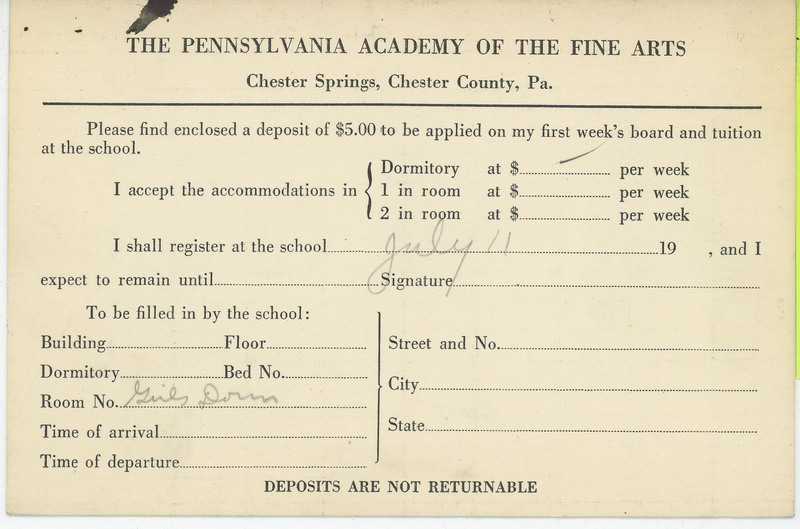 THE PENNSYLVANIA ACADEMY OF THE FINE ARTS
Chester Springs, Chester County, Pa.
Please find enclosed a deposit of $5.00 to be applied on my first week's board and tuition
at the school.
I accept the accommodations in { Dormitory at $ per week
1 in room at $ per week
2 in room at $ per week
I shall register at the school July 11 19 , and I
expect to remain until Signature
To be filled in by the school:
Building Floor
Dormitory Bed No.
Room No. Girls Dorm
Time of arrival
Time of departure
Street and No.
City
State
DEPOSITS ARE NOT RETURNABLE